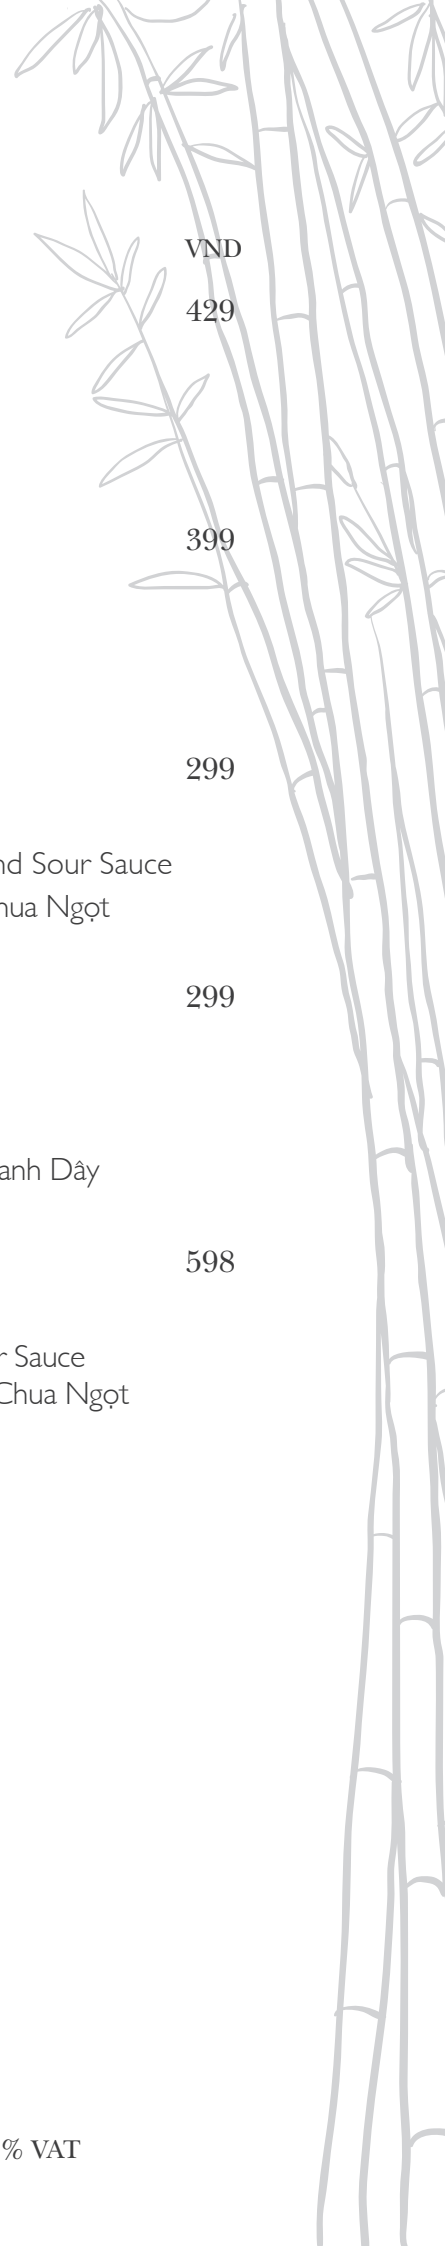 VND
429
399
299
nd Sour Sauce
hua Ngọt
299
anh Dây
598
r Sauce
Chua Ngọt
% VAT